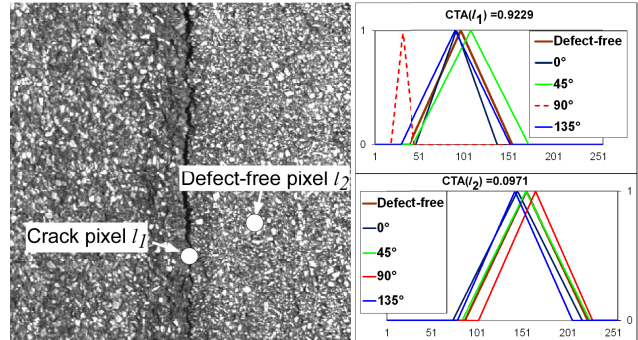 Defect-free pixel l2
Crack pixel l1
CTA(l1) =0.9229
1
0
Defect-free
0°
45°
90°
135°
1 51 101 151 201 251
CTA(l2)=0.0971
Defect-free
0°
45°
90°
135°
1
0
1 51 101 151 201 251